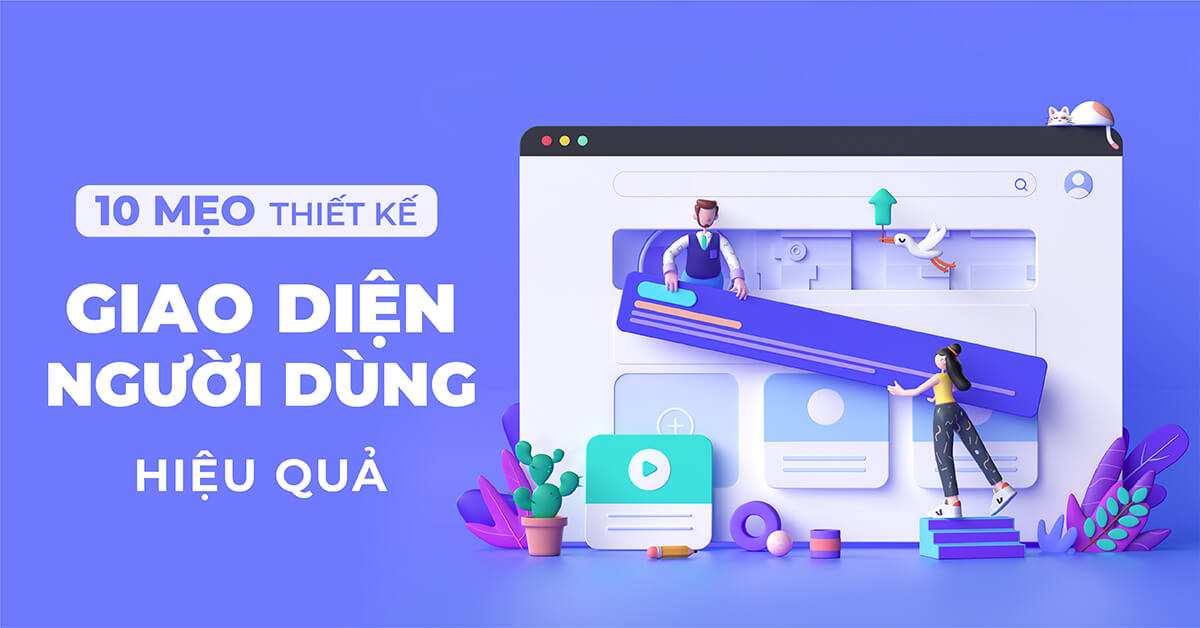 10 MẸO THIẾT KẾ
GIAO DIỆN
NGƯỜI DÙNG
HIỆU QUẢ